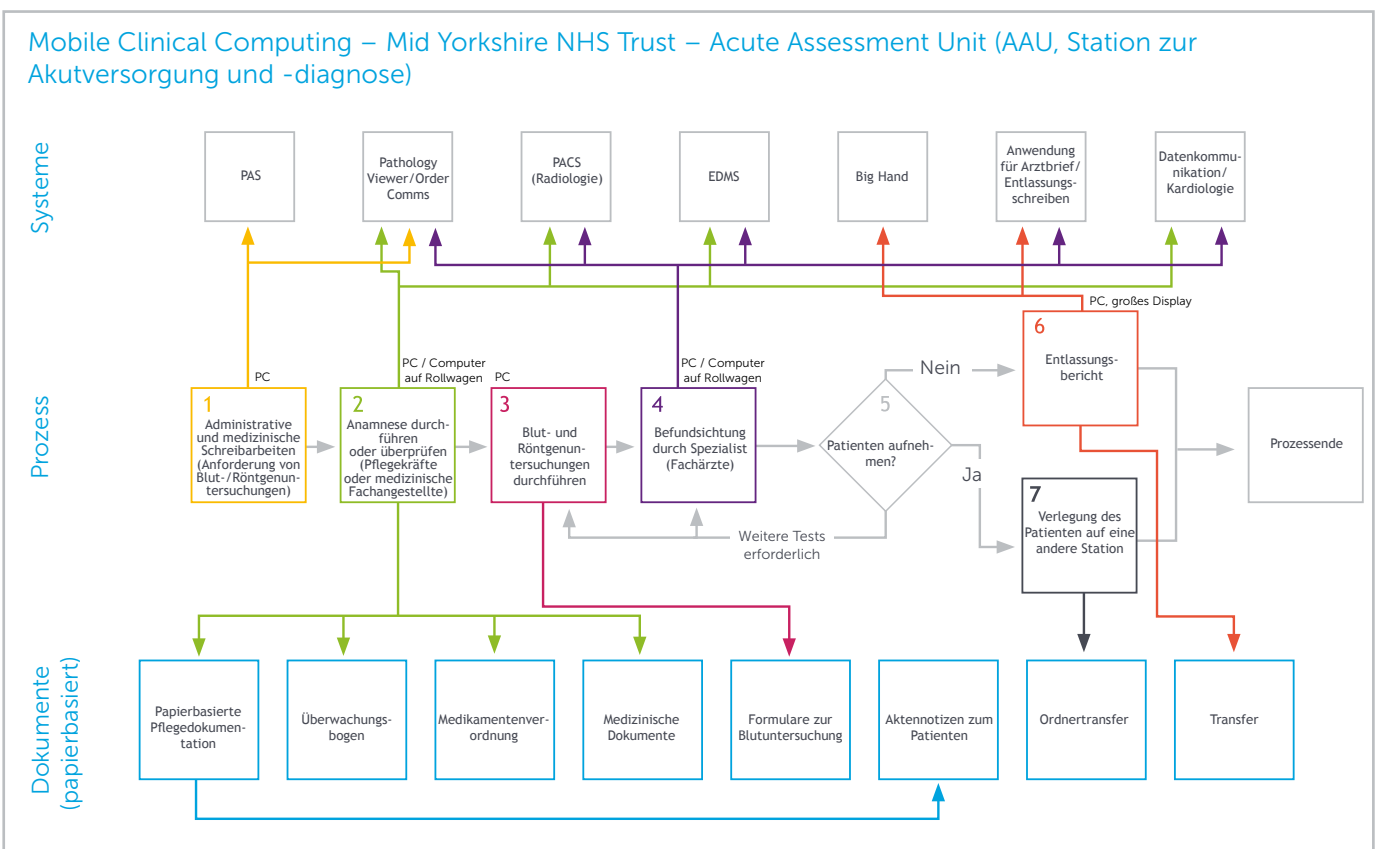 Mobile Clinical Computing – Mid Yorkshire NHS Trust – Acute Assessment Unit (AAU, Station zur
Akutversorgung und -diagnose)
Systeme
PAS
Pathology
Viewer/Order
Comms
PACS
(Radiologie)
EDMS
Big Hand
Anwendung
für Arztbrief/
Entlassungs-
schreiben
Datenkommu-
nikation/
Kardiologie
Prozess
PC
1
Administrative
und medizinische
Schreibarbeiten
(Anforderung von
Blut-/Röntgenun-
tersuchungen)
PC / Computer
auf Rollwagen
2
Anamnese durch-
führen
oder überprüfen
(Pflegekräfte
oder medizinische
Fachangestellte)
PC
3
Blut- und
Röntgenun-
tersuchungen
durchführen
PC / Computer
auf Rollwagen
4
Befundsichtung
durch Spezialist
(Fachärzte)
5
Patienten aufneh-
men?
Nein
Ja
Weitere Tests
erforderlich
PC, großes Display
6
Entlassungs-
bericht
7
Verlegung des
Patienten auf eine
andere Station
Prozessende
Dokumente
(papierbasiert)
Papierbasierte
Pflegedokumen-
tation
Überwachungs-
bogen
Medikamentenver-
ordnung
Medizinische
Dokumente
Formulare zur
Blutuntersuchung
Aktennotizen zum
Patienten
Ordnertransfer
Transfer